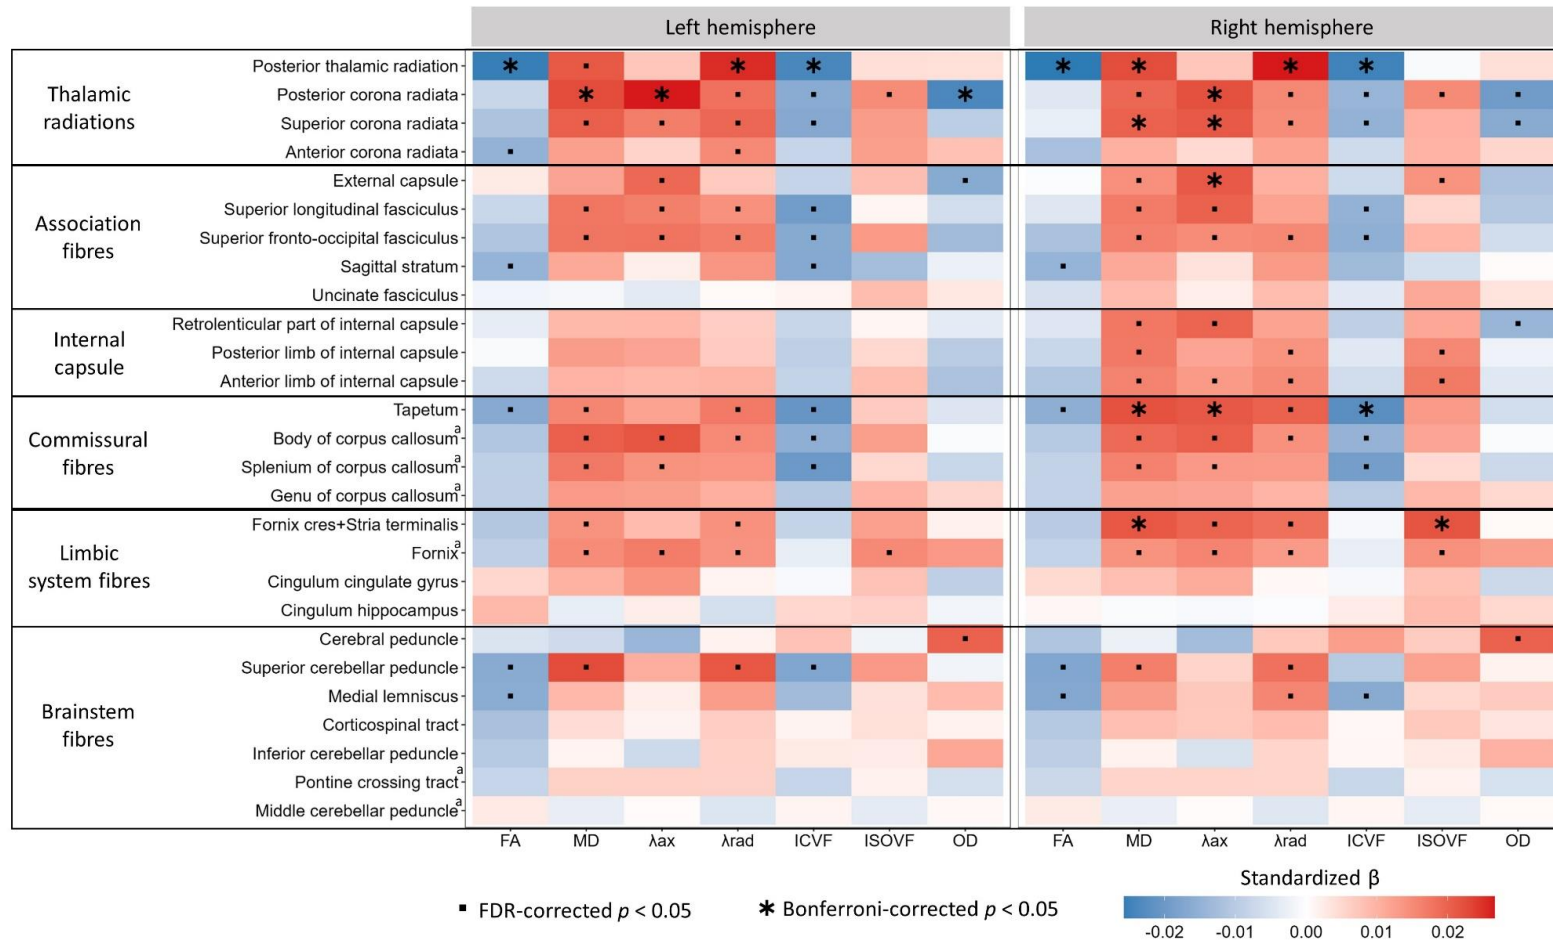 Left hemisphere
Right hemisphere
Thalamic
radiations
Posterior thalamic radiation
Posterior corona radiata
Superior corona radiata
Anterior corona radiata
Association
fibres
External capsule
Superior longitudinal fasciculus
Superior fronto-occipital fasciculus
Sagittal stratum
Uncinate fasciculus
Internal
capsule
Retrolenticular part of internal capsule
Posterior limb of internal capsule
Anterior limb of internal capsule
Commissural
fibres
Tapetum
Body of corpus callosum a
Splenium of corpus callosum a
Genu of corpus callosum a
Limbic
system fibres
Fornix cres+Stria terminalis
Fornix a
Cingulum cingulate gyrus
Cingulum hippocampus
Brainstem
fibres
Cerebral peduncle
Superior cerebellar peduncle
Medial lemniscus
Corticospinal tract
Inferior cerebellar peduncle
Pontine crossing tract a
Middle cerebellar peduncle a
FA MD λax λrad ICVF ISOVF OD
FA MD λax λrad ICVF ISOVF OD
▪ FDR-corrected p < 0.05
* Bonferroni-corrected p < 0.05
Standardized β
-0.02 -0.01 0.00 0.01 0.02